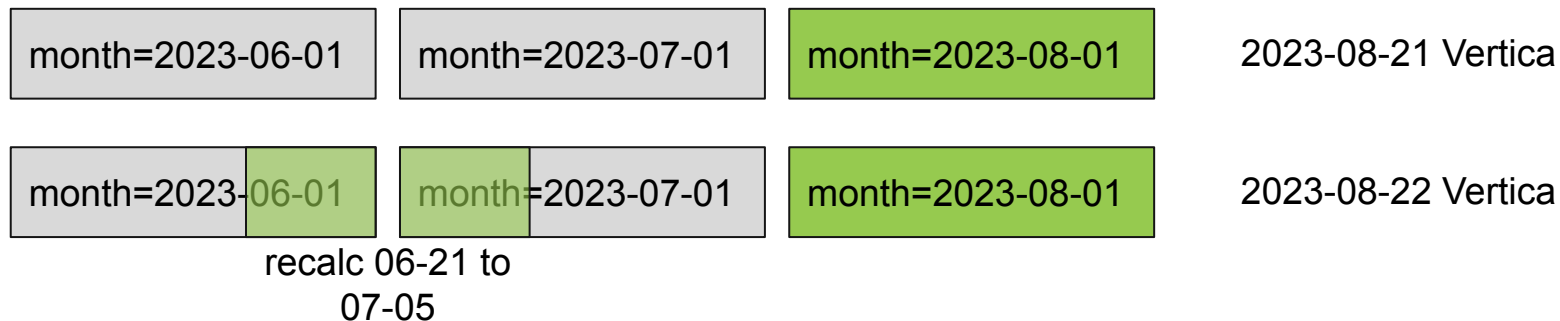 month=2023-06-01 month=2023-07-01 month=2023-08-01 2023-08-21 Vertica
month=2023-06-01 month=2023-07-01 month=2023-08-01 2023-08-22 Vertica
recalc 06-21 to
07-05